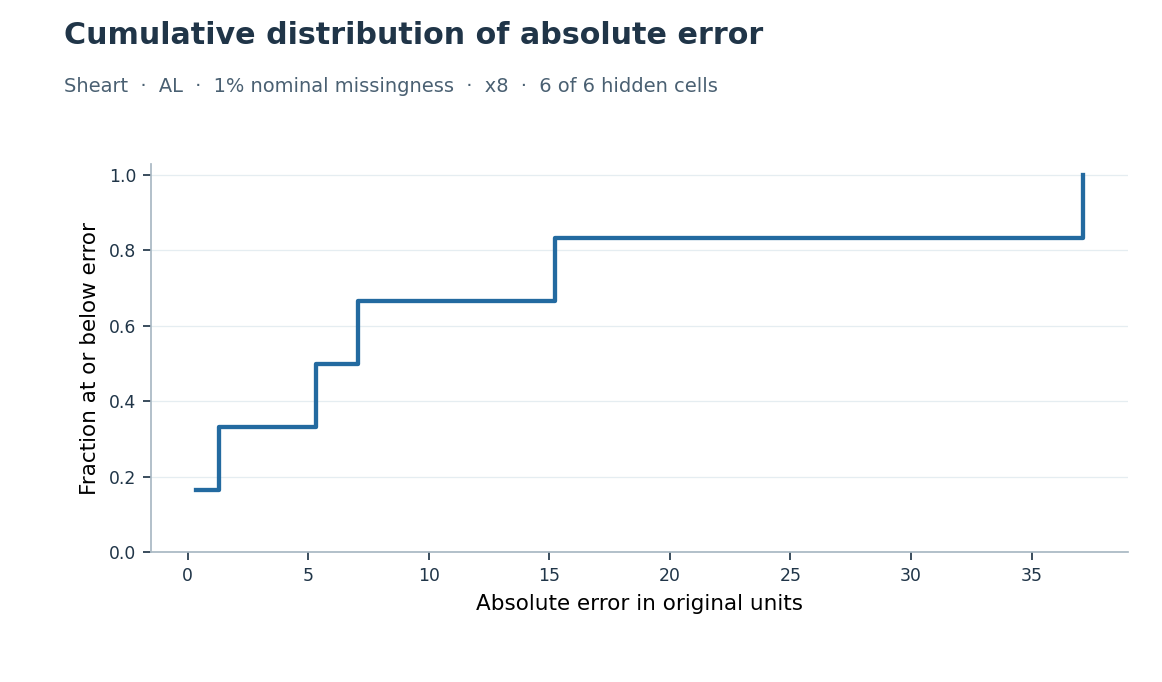 Cumulative distribution of absolute error
Sheart · AL · 1% nominal missingness · x8 · 6 of 6 hidden cells
Fraction at or below error
1.0
0.8
0.6
0.4
0.2
0.0
0 5 10 15 20 25 30 35
Absolute error in original units